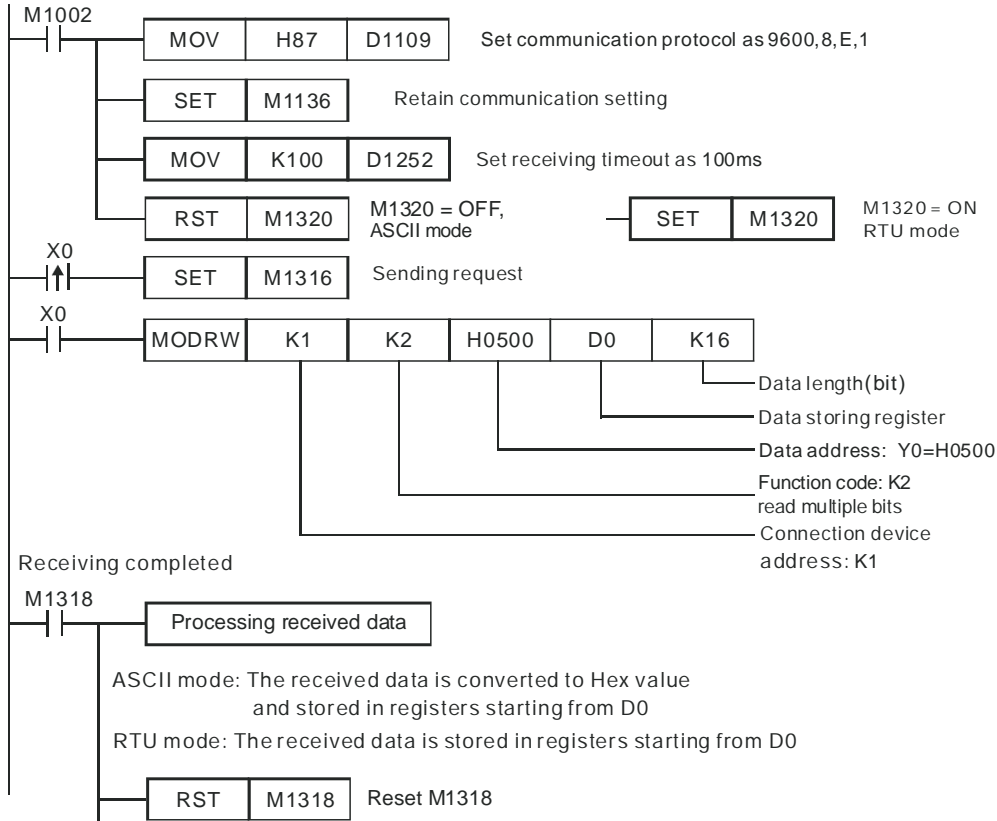 M1002
MOV H87 D1109 Set communication protocol as 9600,8,E,1
SET M1136 Retain communication setting
MOV K100 D1252 Set receiving timeout as 100ms
RST M1320 M1320 = OFF, ASCII mode SET M1320 M1320 = ON RTU mode
X0
SET M1316 Sending request
X0
MODRW K1 K2 H0500 D0 K16
Data length(bit)
Data storing register
Data address: Y0=H0500
Function code: K2
read multiple bits
Connection device
address: K1
Receiving completed
M1318
Processing received data
ASCII mode: The received data is converted to Hex value
and stored in registers starting from D0
RTU mode: The received data is stored in registers starting from D0
RST M1318 Reset M1318